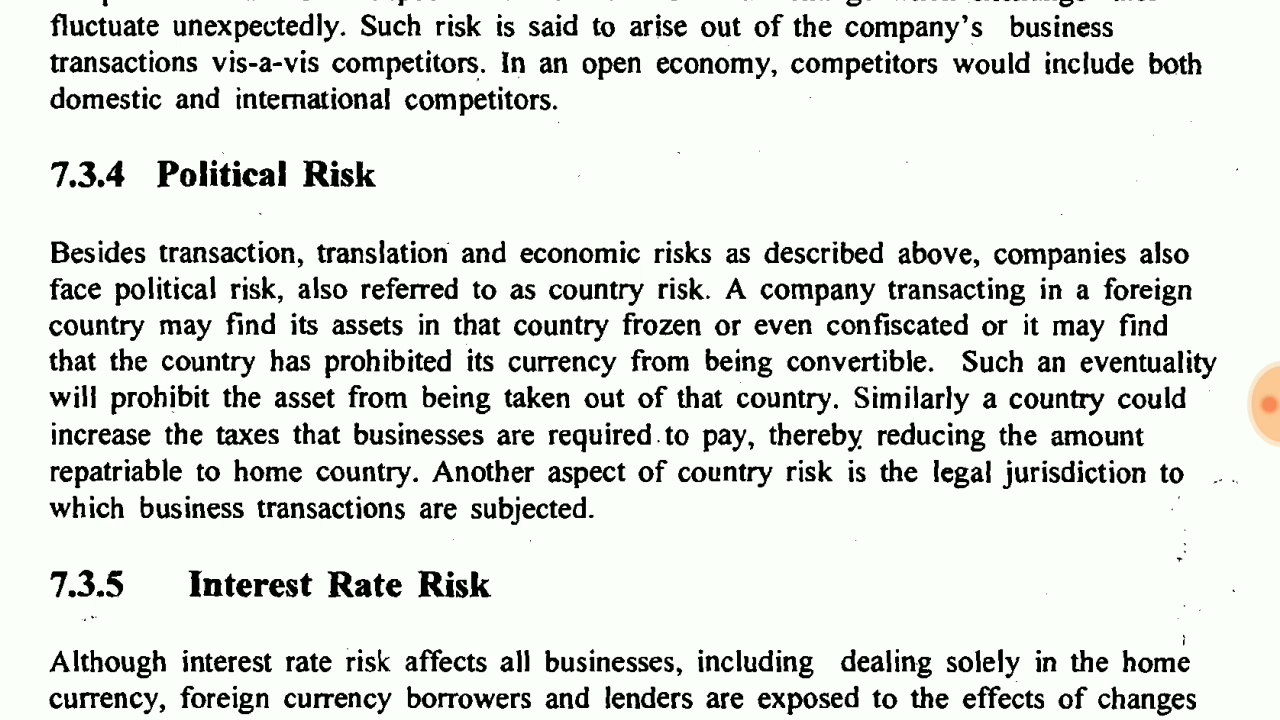 fluctuate unexpectedly. Such risk is said to arise out of the company's business
transactions vis-a-vis competitors. In an open economy, competitors would include both
domestic and international competitors.
7.3.4 Political Risk
Besides transaction, translation and economic risks as described above, companies also
face political risk, also referred to as country risk. A company transacting in a foreign
country may find its assets in that country frozen or even confiscated or it may find
that the country has prohibited its currency from being convertible. Such an eventuality
will prohibit the asset from being taken out of that country. Similarly a country could
increase the taxes that businesses are required to pay, thereby reducing the amount
repatriable to home country. Another aspect of country risk is the legal jurisdiction to
which business transactions are subjected.
7.3.5 Interest Rate Risk
Although interest rate risk affects all businesses, including dealing solely in the home
currency, foreign currency borrowers and lenders are exposed to the effects of changes